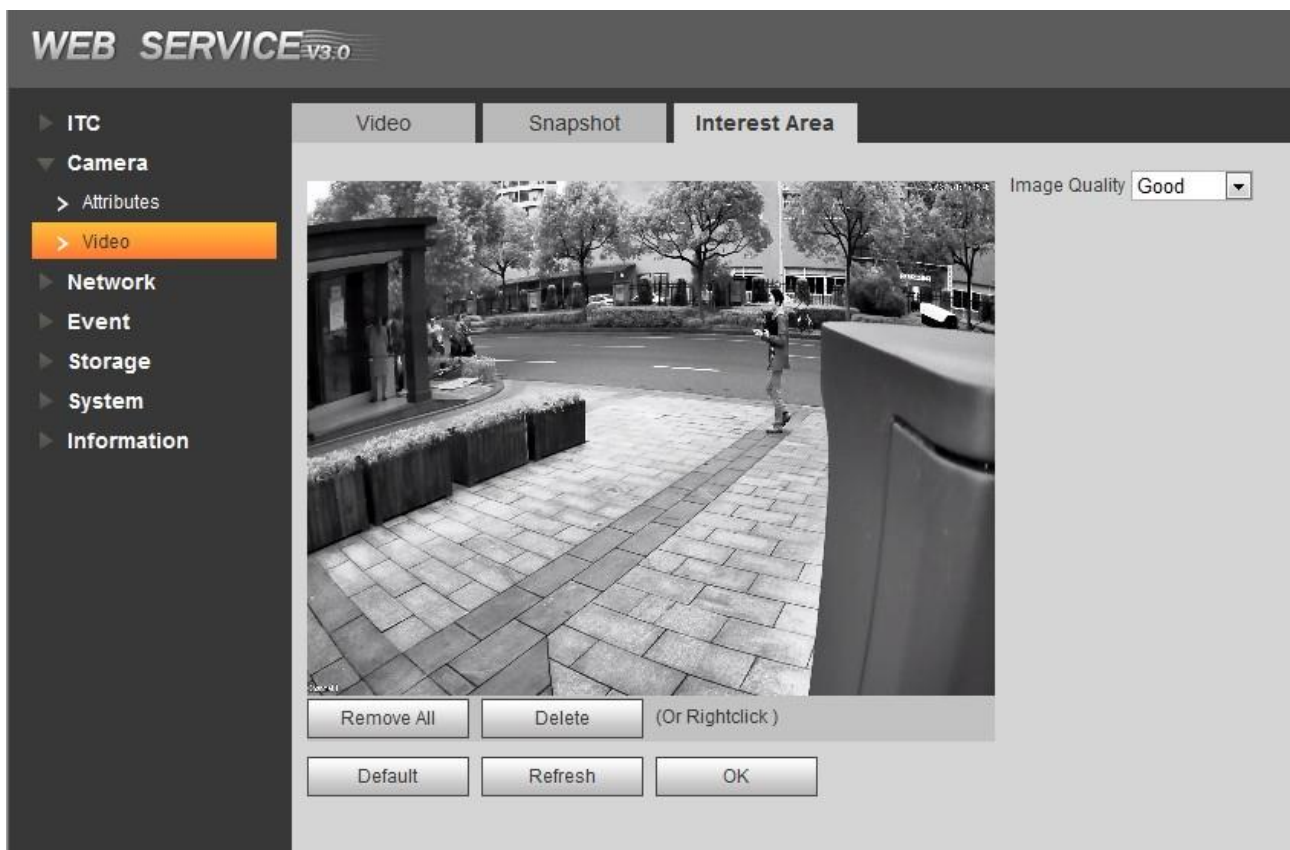 WEB SERVICE V3.0
ITC
Camera
Attributes
Video
Network
Event
Storage
System
Information
Video Snapshot Interest Area
Image Quality Good
Remove All Delete (Or Rightclick )
Default Refresh OK